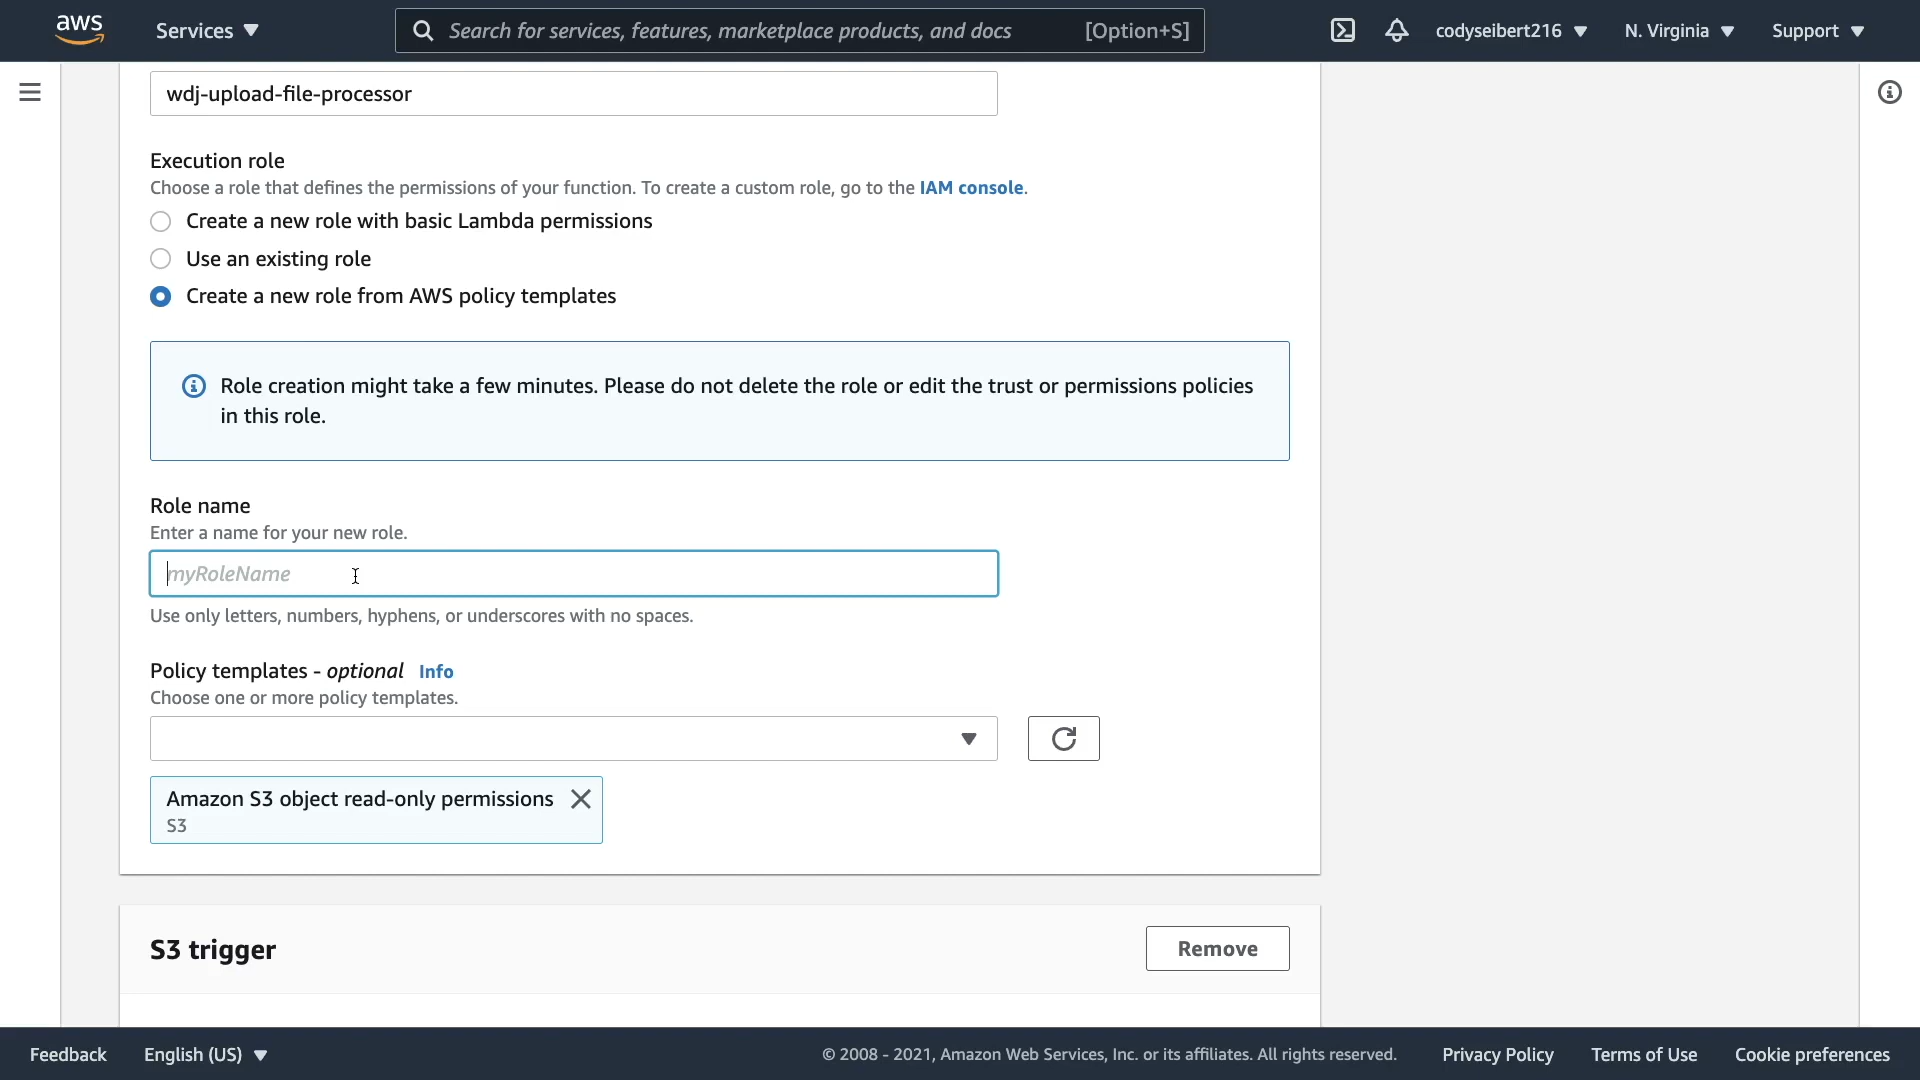 aws
Services
Search for services, features, marketplace products, and docs
[Option+S]
codyseibert216
N. Virginia
Support
wdj-upload-file-processor
Execution role
Choose a role that defines the permissions of your function. To create a custom role, go to the IAM console.
Create a new role with basic Lambda permissions
Use an existing role
Create a new role from AWS policy templates
Role creation might take a few minutes. Please do not delete the role or edit the trust or permissions policies
in this role.
Role name
Enter a name for your new role.
myRoleName
Use only letters, numbers, hyphens, or underscores with no spaces.
Policy templates - optional Info
Choose one or more policy templates.
Amazon S3 object read-only permissions
S3
S3 trigger
Remove
Feedback
English (US)
© 2008 - 2021, Amazon Web Services, Inc. or its affiliates. All rights reserved.
Privacy Policy
Terms of Use
Cookie preferences